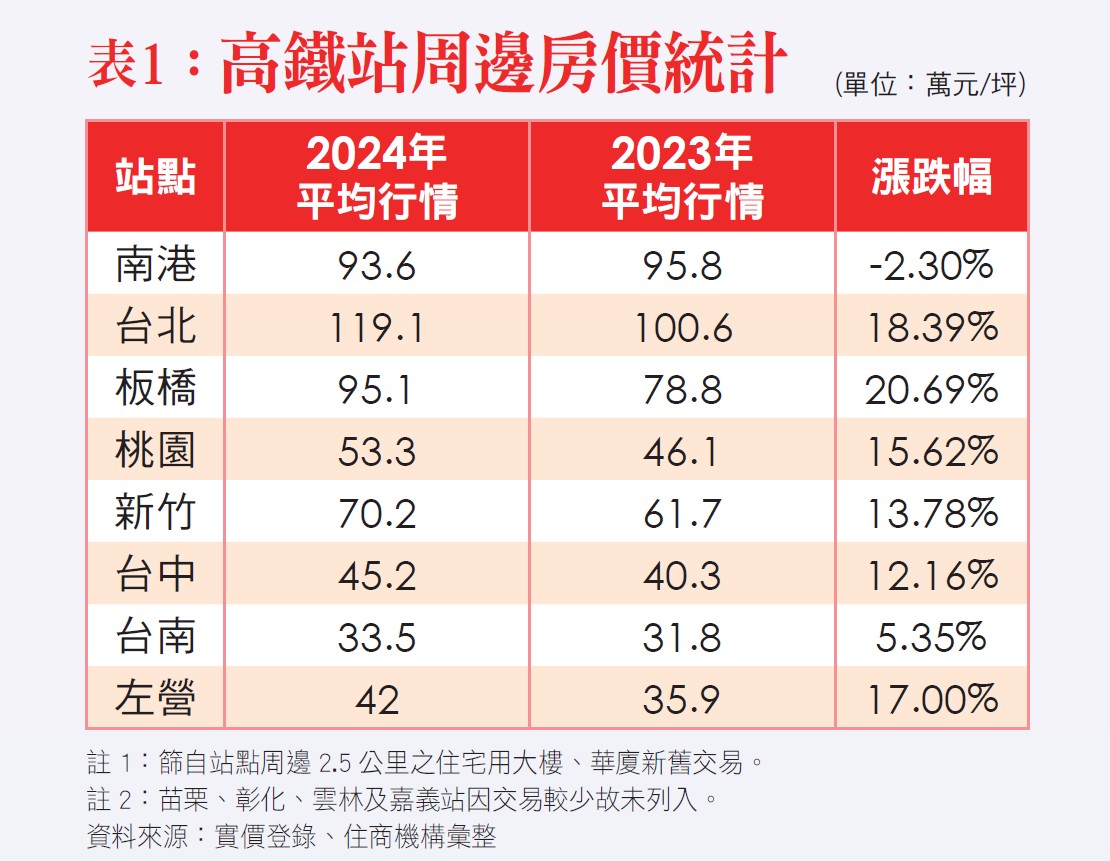 表1：高鐵站周邊房價統計 (單位：萬元/坪)
站點 2024年平均行情 2023年平均行情 漲跌幅
南港 93.6 95.8 -2.30%
台北 119.1 100.6 18.39%
板橋 95.1 78.8 20.69%
桃園 53.3 46.1 15.62%
新竹 70.2 61.7 13.78%
台中 45.2 40.3 12.16%
台南 33.5 31.8 5.35%
左營 42 35.9 17.00%
註 1：篩自站點周邊 2.5 公里之住宅用大樓、華廈新舊交易。
註 2：苗栗、彰化、雲林及嘉義站因交易較少故未列入。
資料來源：實價登錄、住商機構彙整